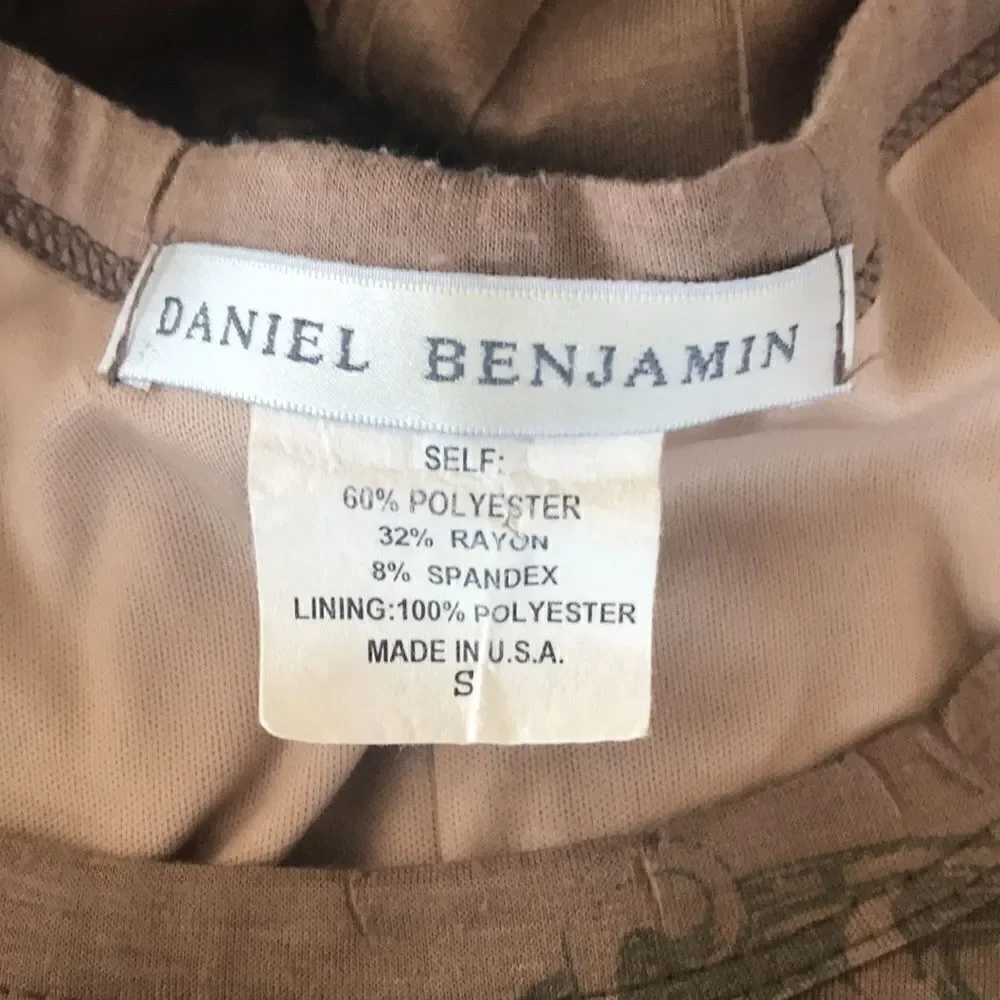 DANIEL BENJAMIN
SELF:
60% POLYESTER
32% RAYON
8% SPANDEX
LINING:100% POLYESTER
MADE IN U.S.A.
S